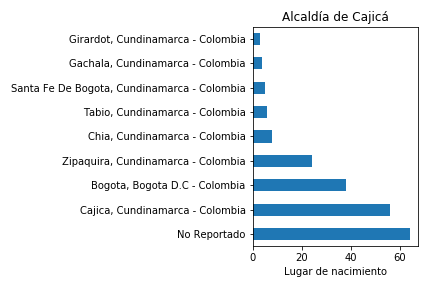 Alcaldía de Cajicá
Girardot, Cundinamarca - Colombia
Gachala, Cundinamarca - Colombia
Santa Fe De Bogota, Cundinamarca - Colombia
Tabio, Cundinamarca - Colombia
Chia, Cundinamarca - Colombia
Zipaquira, Cundinamarca - Colombia
Bogota, Bogota D.C - Colombia
Cajica, Cundinamarca - Colombia
No Reportado
0 20 40 60
Lugar de nacimiento